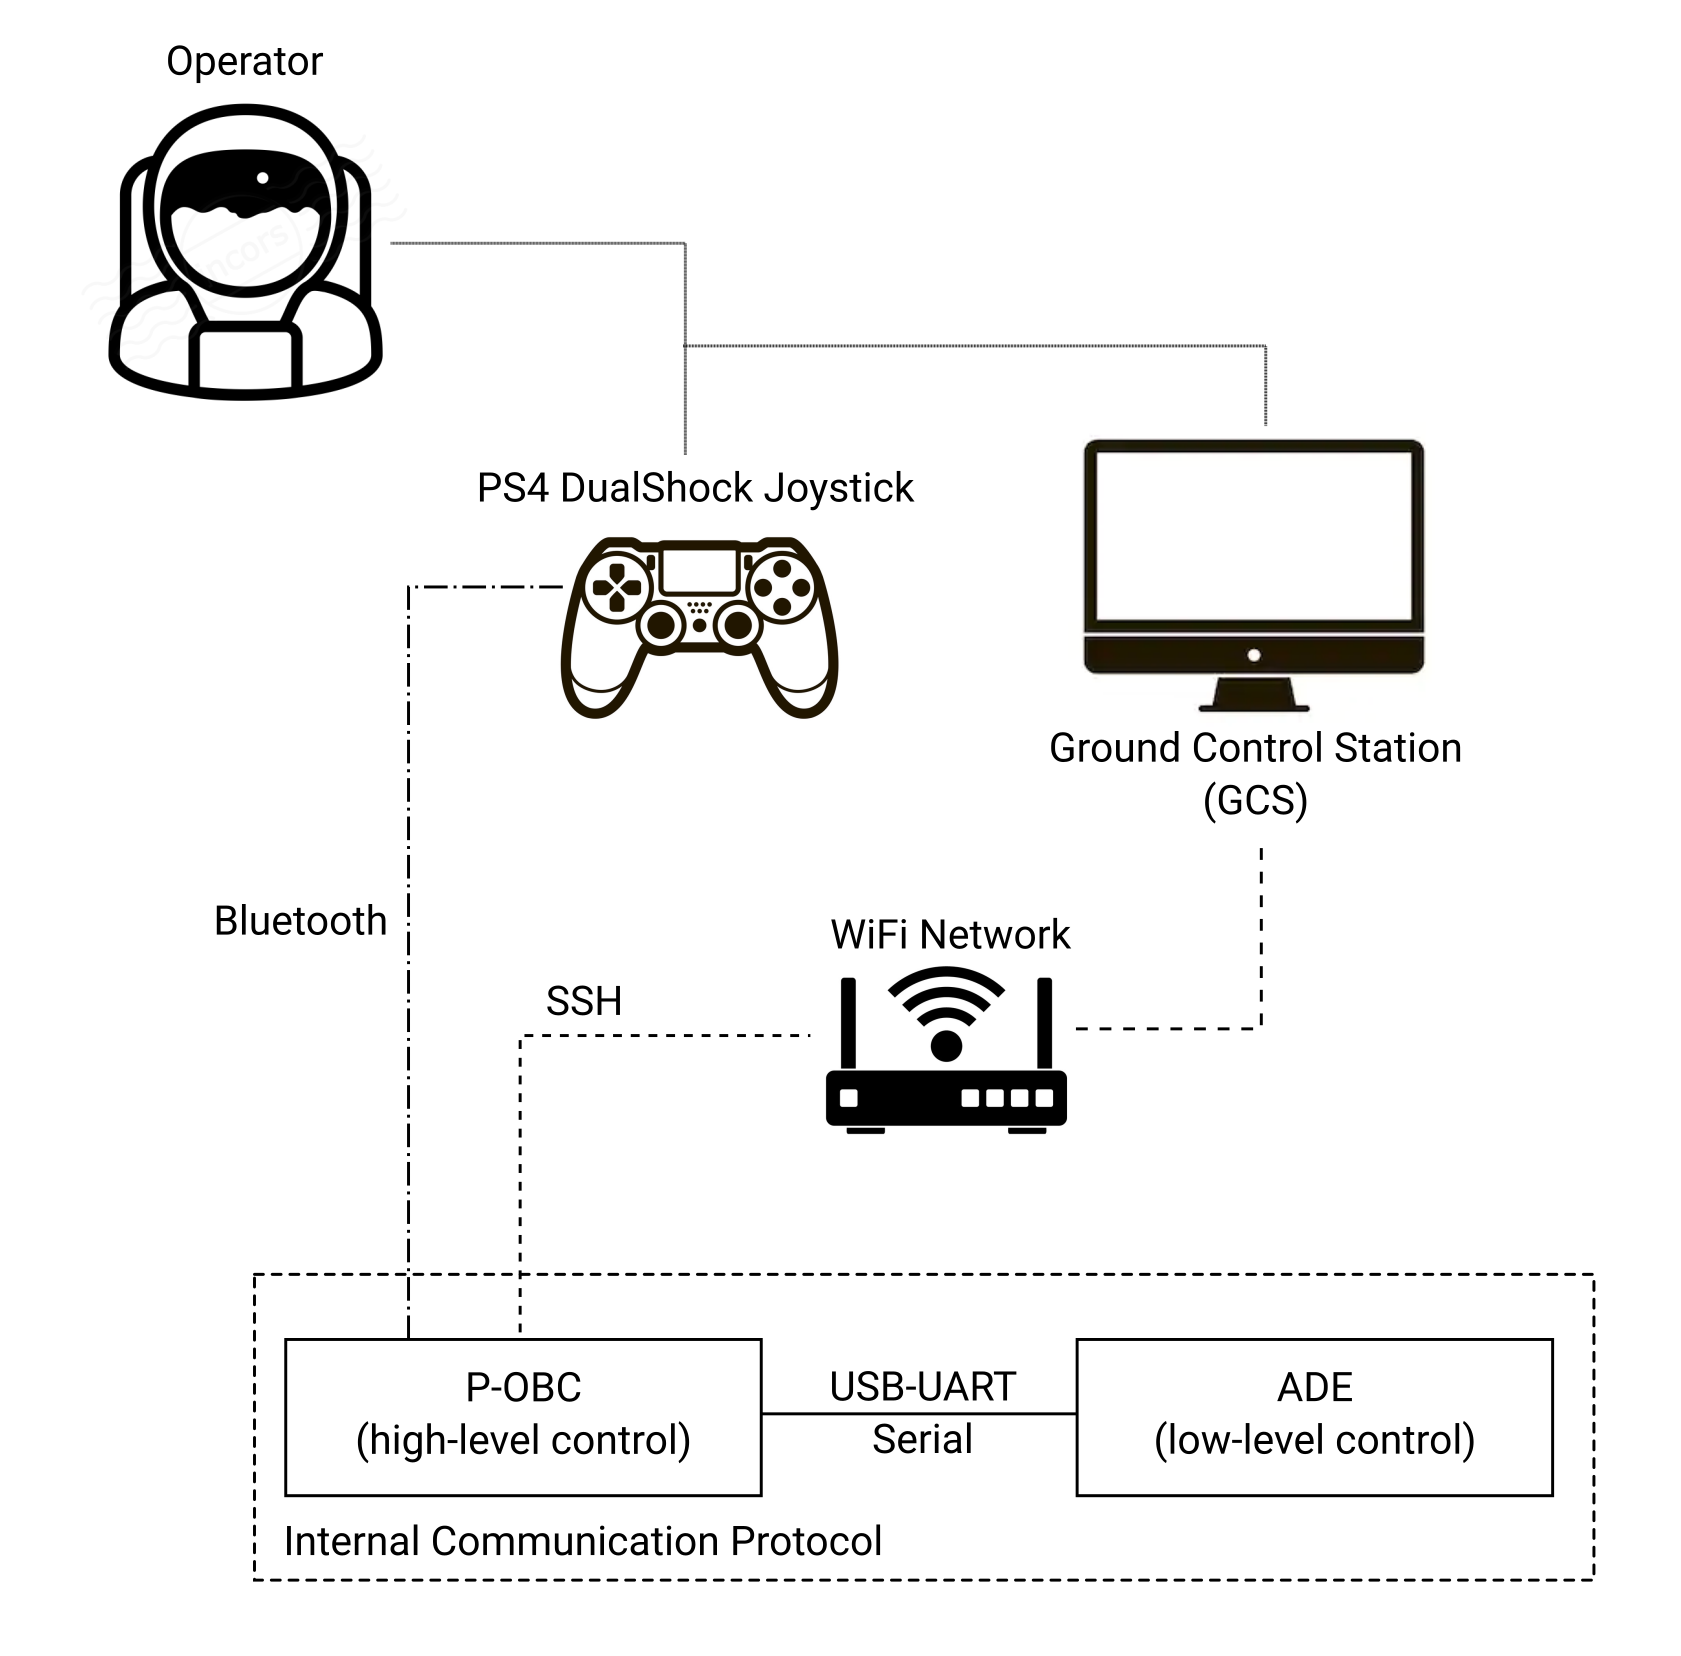 Operator
PS4 DualShock Joystick
Ground Control Station
(GCS)
Bluetooth
WiFi Network
SSH
P-OBC
(high-level control)
USB-UART
Serial
ADE
(low-level control)
Internal Communication Protocol